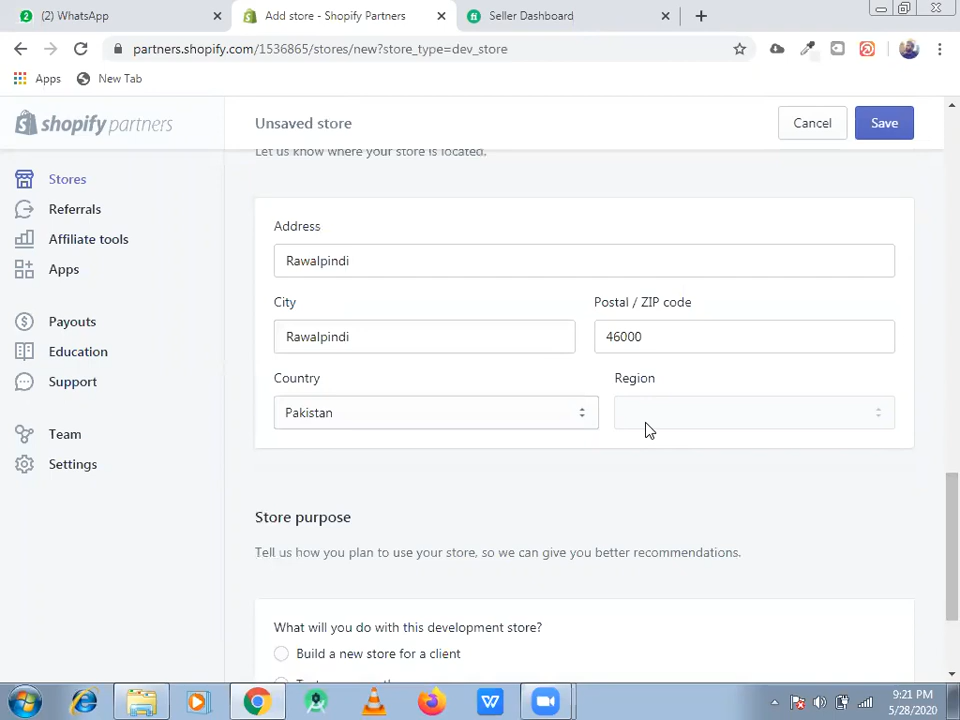 (2) WhatsApp
Add store - Shopify Partners
Seller Dashboard
partners.shopify.com/1536865/stores/new?store_type=dev_store
Apps
New Tab
shopify partners
Unsaved store
Cancel
Save
Let us know where your store is located.
Stores
Referrals
Affiliate tools
Apps
Payouts
Education
Support
Team
Settings
Address
Rawalpindi
City
Postal / ZIP code
Rawalpindi
46000
Country
Region
Pakistan
Store purpose
Tell us how you plan to use your store, so we can give you better recommendations.
What will you do with this development store?
Build a new store for a client
9:21 PM
5/28/2020